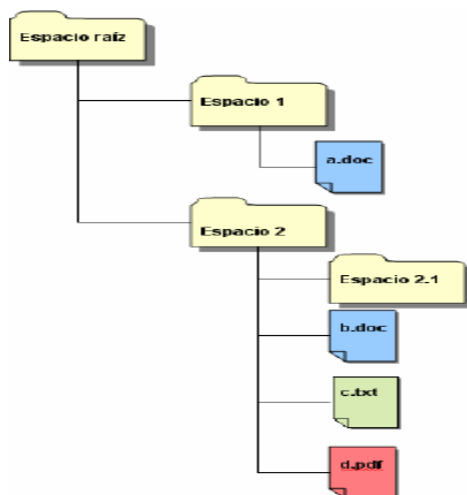 Espacio raíz
Espacio 1
a.doc
Espacio 2
Espacio 2.1
b.doc
c.txt
d.pdf